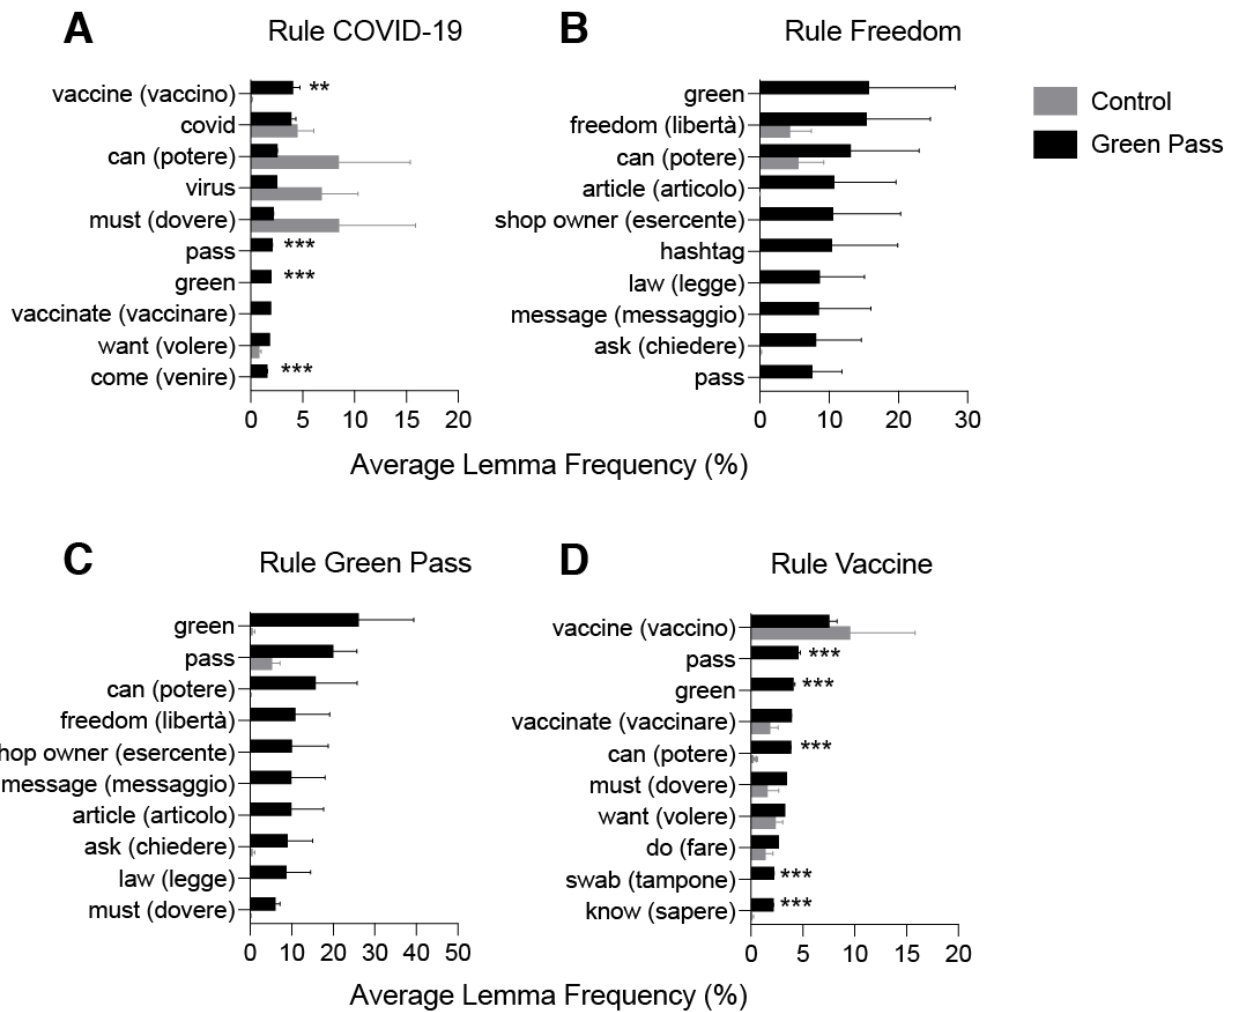 A
Rule COVID-19
vaccine (vaccino)
**
covid
can (potere)
virus
must (dovere)
pass
***
green
***
vaccinate (vaccinare)
want (volere)
come (venire)
***
0 5 10 15 20
B
Rule Freedom
green
freedom (libertà)
can (potere)
article (articolo)
shop owner (esercente)
hashtag
law (legge)
message (messaggio)
ask (chiedere)
pass
0 10 20 30
Control
Green Pass
Average Lemma Frequency (%)
C
Rule Green Pass
green
pass
can (potere)
freedom (libertà)
hop owner (esercente)
message (messaggio)
article (articolo)
ask (chiedere)
law (legge)
must (dovere)
0 10 20 30 40 50
D
Rule Vaccine
vaccine (vaccino)
pass
***
green
***
vaccinate (vaccinare)
can (potere)
***
must (dovere)
want (volere)
do (fare)
swab (tampone)
***
know (sapere)
***
0 5 10 15 20
Average Lemma Frequency (%)